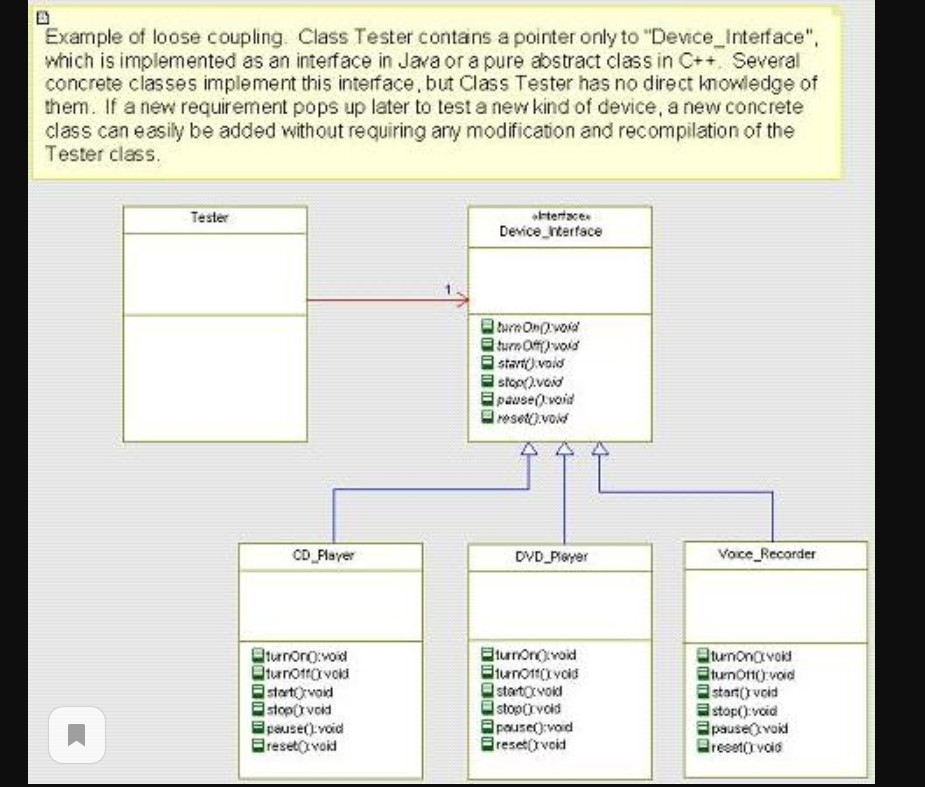 Example of loose coupling. Class Tester contains a pointer only to "Device_Interface",
which is implemented as an interface in Java or a pure abstract class in C++. Several
concrete classes implement this interface, but Class Tester has no direct knowledge of
them. If a new requirement pops up later to test a new kind of device, a new concrete
class can easily be added without requiring any modification and recompilation of the
Tester class.
Tester
«Interface»
Device_Interface
1
turnOn():void
turnOff():void
start():void
stop():void
pause():void
reset():void
CD_Player
turnOn():void
turnOff():void
start():void
stop():void
pause():void
reset():void
DVD_Player
turnOn():void
turnOff():void
start():void
stop():void
pause():void
reset():void
Voice_Recorder
turnOn():void
turnOff():void
start():void
stop():void
pause():void
reset():void